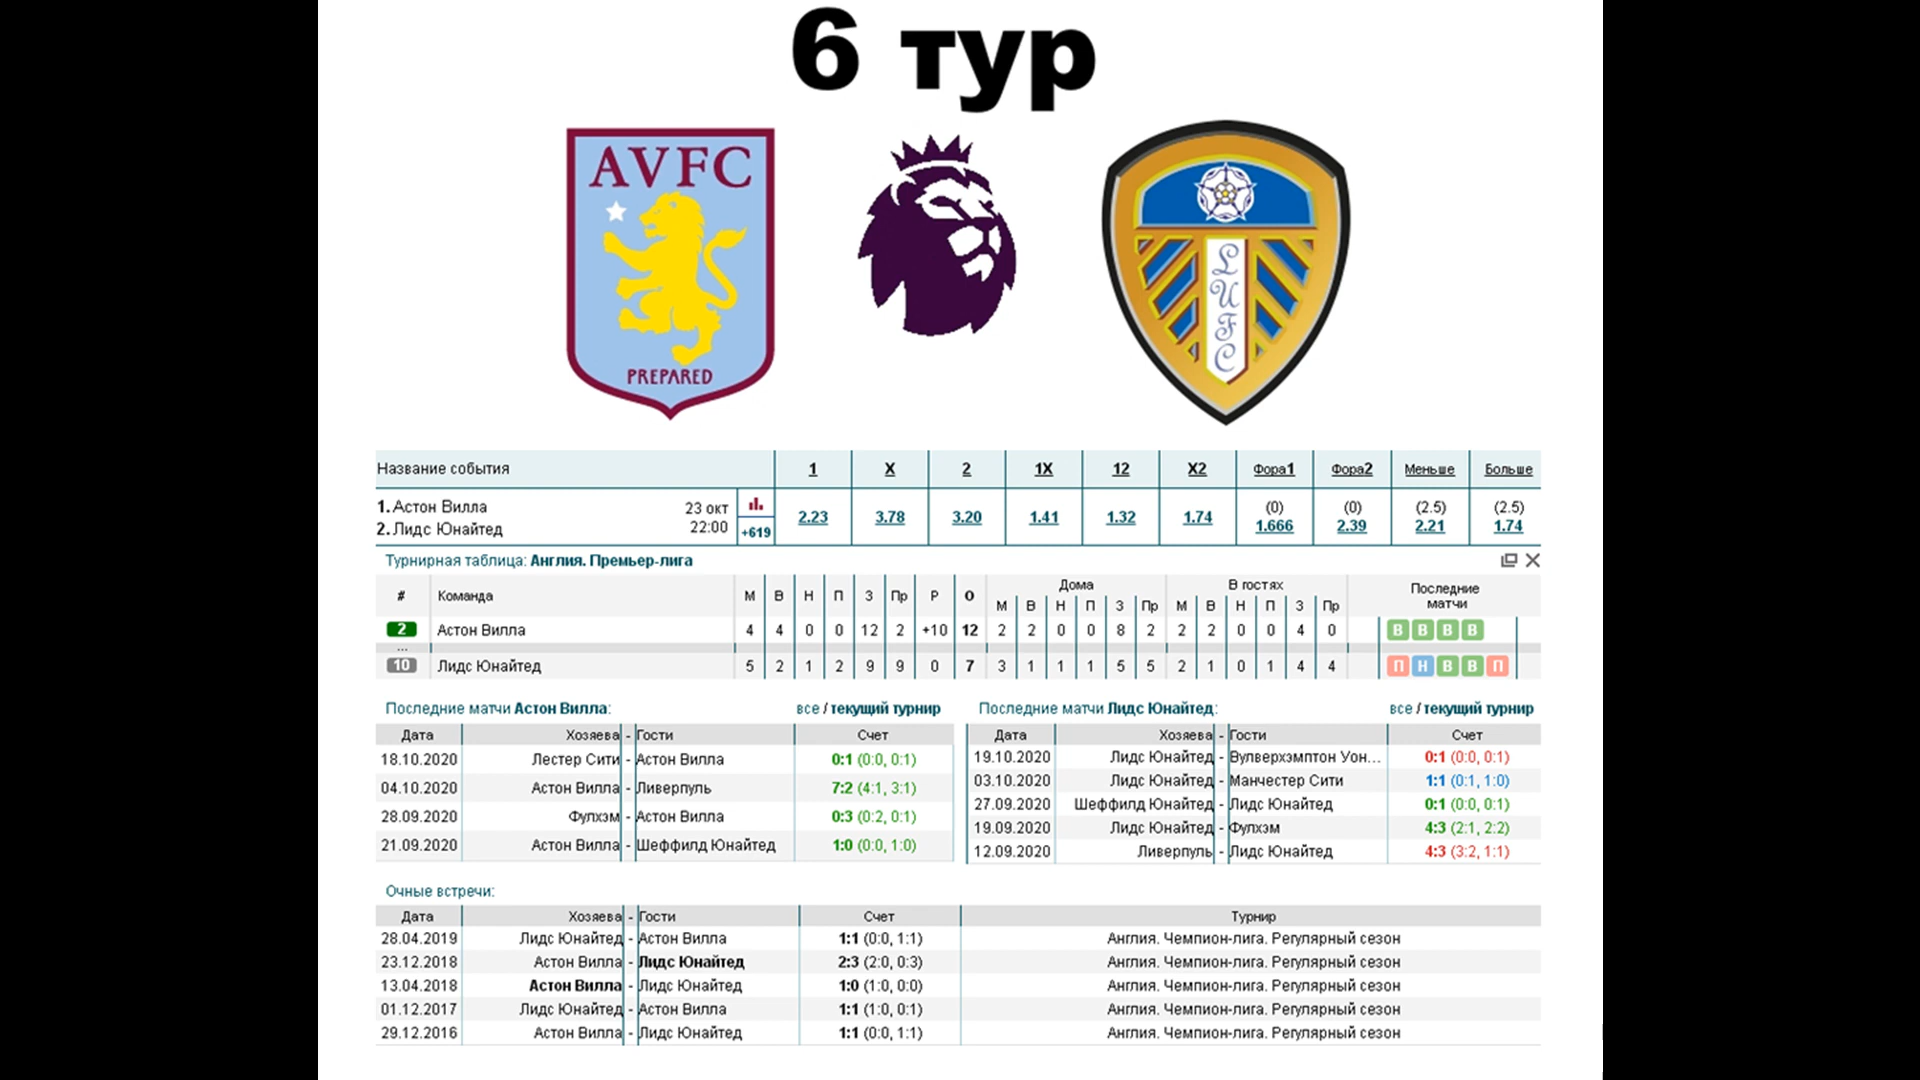 6 тур
AVFC
PREPARED
LUFC
Название события 1 X 2 1X 12 X2 Фора1 Фора2 Меньше Больше
1. Астон Вилла 23 окт (0) (0) (2.5) (2.5)
2. Лидс Юнайтед 22:00 +619 2.23 3.78 3.20 1.41 1.32 1.74 1.666 2.39 2.21 1.74
Турнирная таблица: Англия. Премьер-лига
# Команда М В Н П З Пр Р О Дома В гостях Последние матчи
М В Н П З Пр М В Н П З Пр
2 Астон Вилла 4 4 0 0 12 2 +10 12 2 2 0 0 8 2 2 2 0 0 4 0 В В В В
...
10 Лидс Юнайтед 5 2 1 2 9 9 0 7 3 1 1 1 5 5 2 1 0 1 4 4 П Н В В П
Последние матчи Астон Вилла: все / текущий турнир
Дата Хозяева - Гости Счет
18.10.2020 Лестер Сити - Астон Вилла 0:1 (0:0, 0:1)
04.10.2020 Астон Вилла - Ливерпуль 7:2 (4:1, 3:1)
28.09.2020 Фулхэм - Астон Вилла 0:3 (0:2, 0:1)
21.09.2020 Астон Вилла - Шеффилд Юнайтед 1:0 (0:0, 1:0)
Последние матчи Лидс Юнайтед: все / текущий турнир
Дата Хозяева - Гости Счет
19.10.2020 Лидс Юнайтед - Вулверхэмптон Уон... 0:1 (0:0, 0:1)
03.10.2020 Лидс Юнайтед - Манчестер Сити 1:1 (0:1, 1:0)
27.09.2020 Шеффилд Юнайтед - Лидс Юнайтед 0:1 (0:0, 0:1)
19.09.2020 Лидс Юнайтед - Фулхэм 4:3 (2:1, 2:2)
12.09.2020 Ливерпуль - Лидс Юнайтед 4:3 (3:2, 1:1)
Очные встречи:
Дата Хозяева - Гости Счет Турнир
28.04.2019 Лидс Юнайтед - Астон Вилла 1:1 (0:0, 1:1) Англия. Чемпион-лига. Регулярный сезон
23.12.2018 Астон Вилла - Лидс Юнайтед 2:3 (2:0, 0:3) Англия. Чемпион-лига. Регулярный сезон
13.04.2018 Астон Вилла - Лидс Юнайтед 1:0 (1:0, 0:0) Англия. Чемпион-лига. Регулярный сезон
01.12.2017 Лидс Юнайтед - Астон Вилла 1:1 (1:0, 0:1) Англия. Чемпион-лига. Регулярный сезон
29.12.2016 Астон Вилла - Лидс Юнайтед 1:1 (0:0, 1:1) Англия. Чемпион-лига. Регулярный сезон